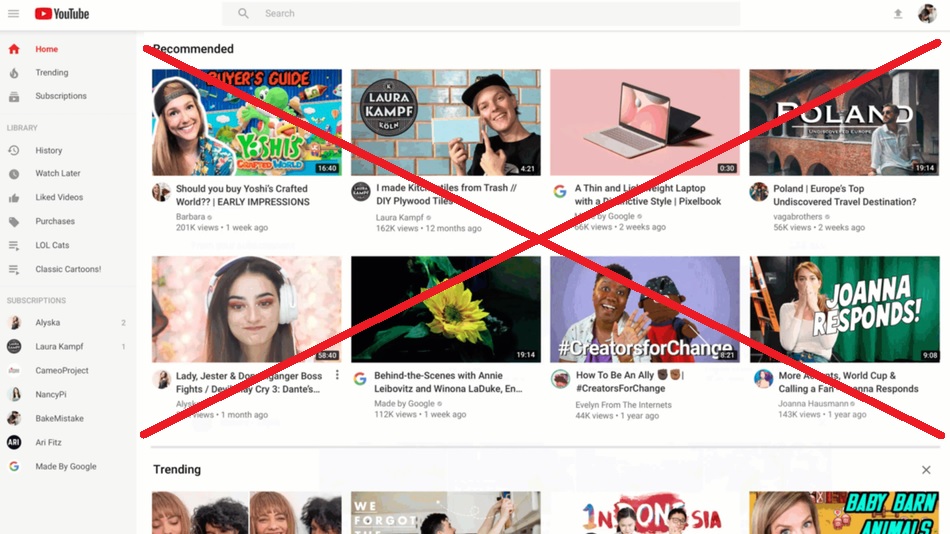 YouTube
Search
Home
Trending
Subscriptions
LIBRARY
History
Watch Later
Liked Videos
Purchases
LOL Cats
Classic Cartoons!
SUBSCRIPTIONS
Alyska 2
Laura Kampf 1
CameoProject
NancyPi
BakeMistake
ARI
Ari Fitz
Made By Google
Recommended
BUYER'S GUIDE
YOSHI'S
CRAFTED WORLD
16:40
Should you buy Yoshi's Crafted
World?? | EARLY IMPRESSIONS
Barbara
201K views • 1 week ago
LAURA
KAMPF
KÖLN
4:21
I made Kitchen tiles from Trash //
DIY Plywood Tiles
Laura Kampf
162K views • 12 months ago
0:30
A Thin and Lightweight Laptop
with a Distinctive Style | Pixelbook
Made by Google
66K views • 2 weeks ago
POLAND
UNDISCOVERED EUROPE
19:14
Poland | Europe's Top
Undiscovered Travel Destination?
vagabrothers
56K views • 2 weeks ago
58:40
Lady, Jester & Doppelganger Boss
Fights / Devil May Cry 3: Dante's...
Alyska
views • 1 month ago
19:14
Behind-the-Scenes with Annie
Leibovitz and Winona LaDuke, En...
Made by Google
112K views • 1 week ago
#CreatorsforChange
8:21
How To Be An Ally ✊🏿✊🏾 |
#CreatorsForChange
Evelyn From The Internets
44K views • 1 year ago
JOANNA
RESPONDS!
9:08
More Accents, World Cup &
Calling a Fan - Joanna Responds
Joanna Hausmann
143K views • 1 year ago
Trending
WE
FORGOT
THE
INDONESIA
BABY BARN
ANIMALS